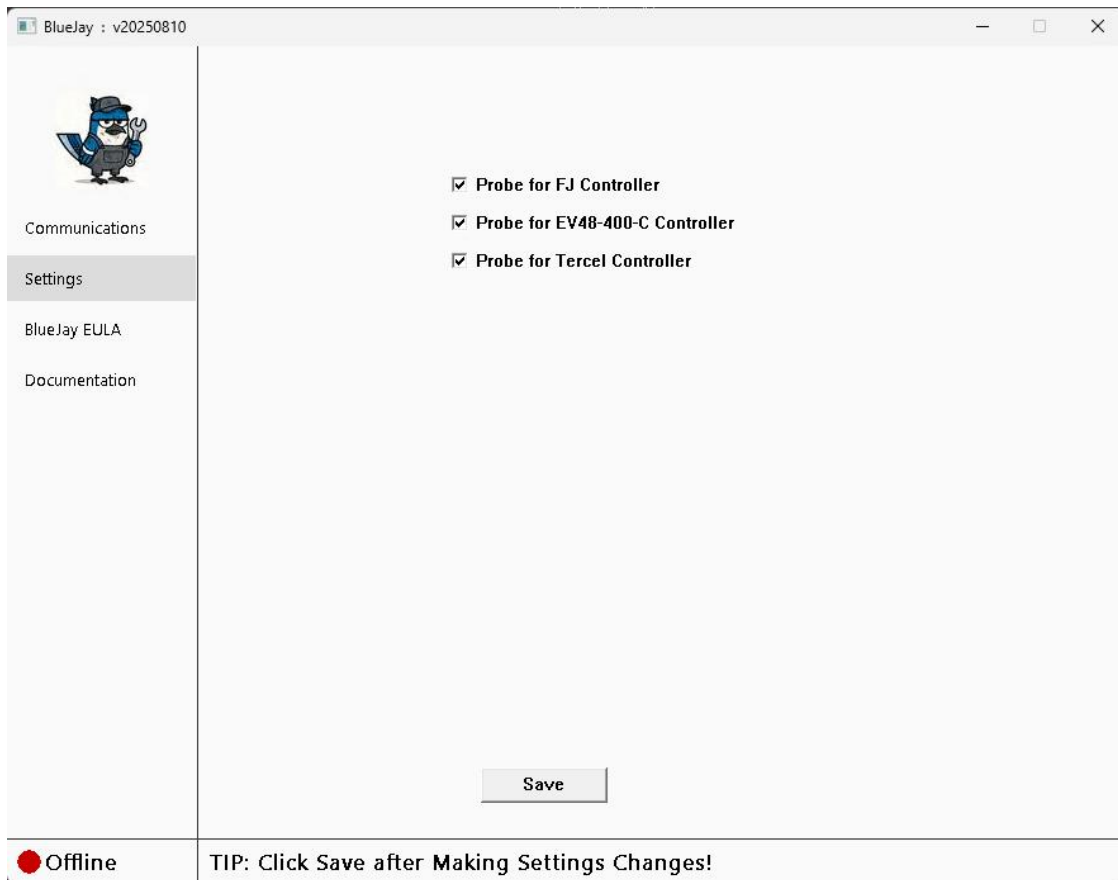 BlueJay : v20250810
Communications
Settings
BlueJay EULA
Documentation
Probe for FJ Controller
Probe for EV48-400-C Controller
Probe for Tercel Controller
Save
Offline
TIP: Click Save after Making Settings Changes!